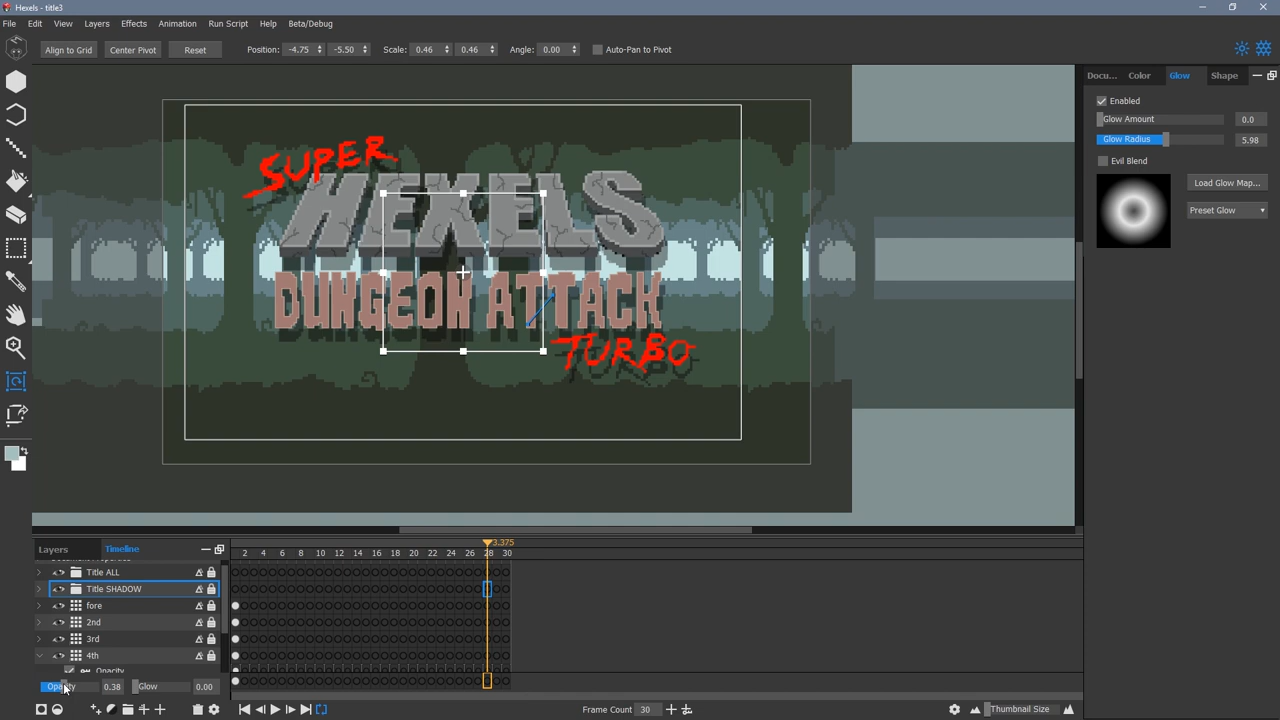 Hexels - title3
File Edit View Layers Effects Animation Run Script Help Beta/Debug
Align to Grid Center Pivot Reset Position: -4.75 -5.50 Scale: 0.46 0.46 Angle: 0.00 Auto-Pan to Pivot
Docu... Color Glow Shape
Enabled
Glow Amount 0.0
Glow Radius 5.98
Evil Blend
Load Glow Map...
Preset Glow
SUPER
HEXELS
DUNGEON ATTACK
TURBO
Layers Timeline
3.375
2 4 6 8 10 12 14 16 18 20 22 24 26 28 30
Title ALL
Title SHADOW
fore
2nd
3rd
4th
Opacity
Opacity 0.38 Glow 0.00
Frame Count 30 Thumbnail Size